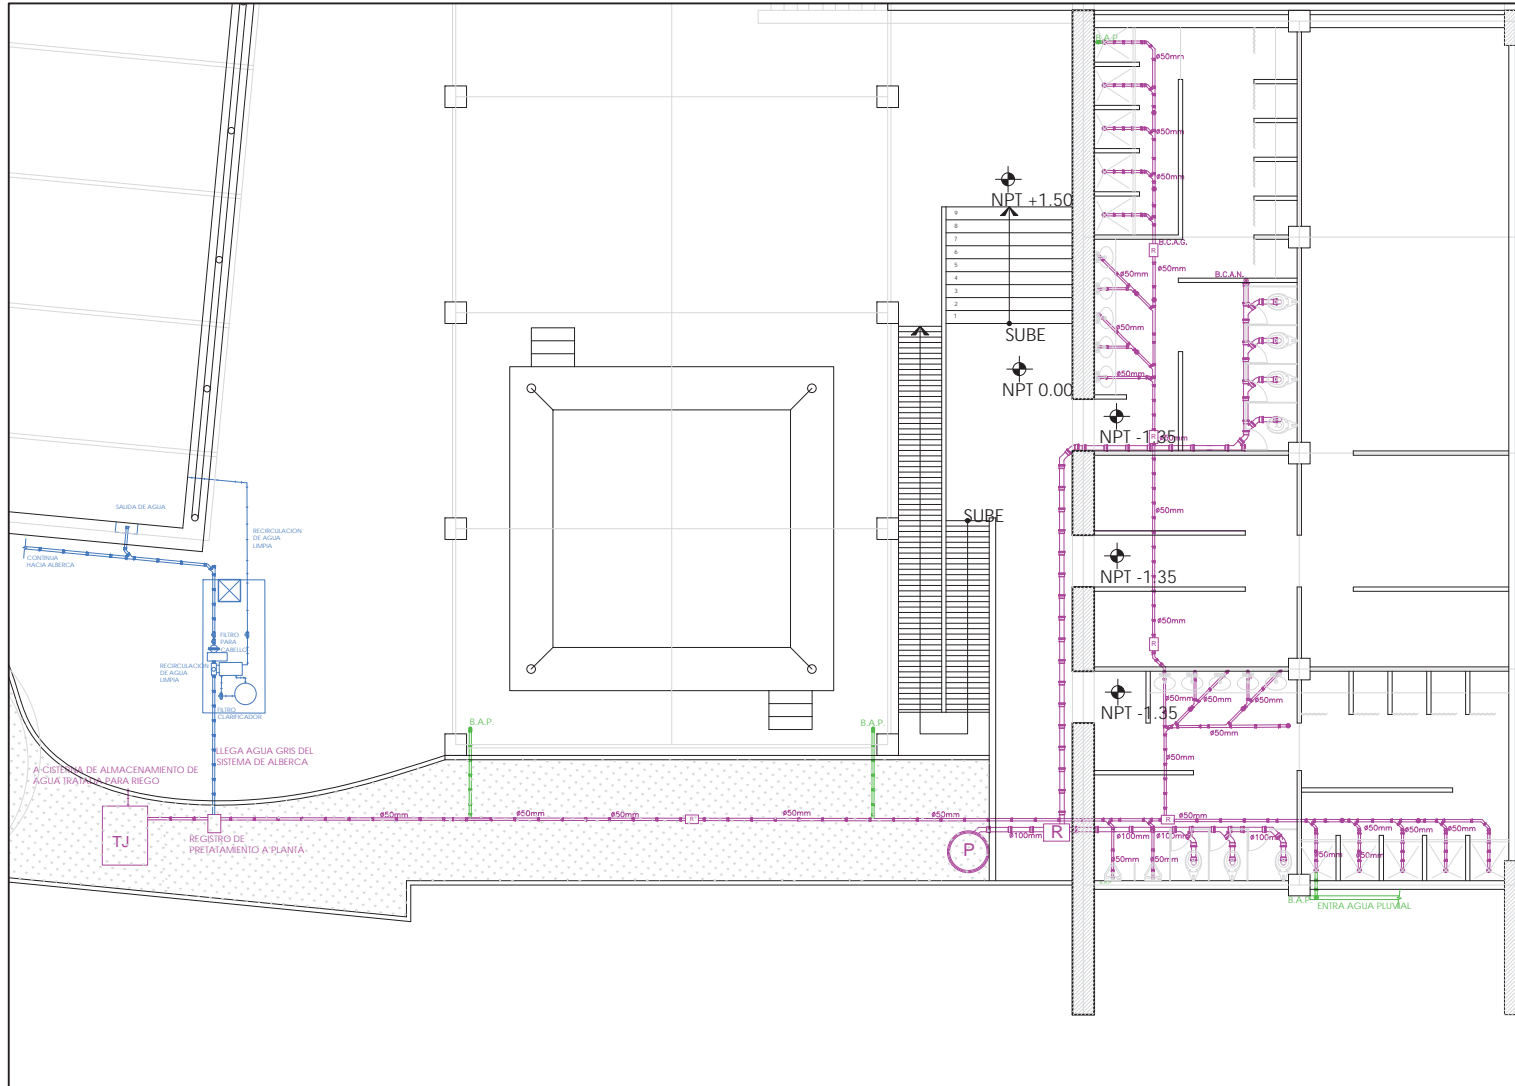 B.A.P.
ø50mm
ø50mm
ø50mm
NPT +1.50
9
8
7
6
5
4
3
2
1
SUBE
NPT 0.00
R
B.C.A.G.
ø50mm
ø50mm
B.C.A.N.
ø50mm
ø50mm
NPT -1.35
R
SUBE
ø50mm
NPT -1.35
ø50mm
R
NPT -1.35
ø50mm
ø50mm
ø50mm
ø50mm
ø50mm
SALIDA DE AGUA
RECIRCULACION
DE AGUA
LIMPIA
CONTINUA
HACIA ALBERCA
FILTRO
PARA
CABELLO
RECIRCULACION
DE AGUA
LIMPIA
FILTRO
CLARIFICADOR
B.A.P.
B.A.P.
LLEGA AGUA GRIS DEL
SISTEMA DE ALBERCA
A CISTERNA DE ALMACENAMIENTO DE
AGUA TRATADA PARA RIEGO
TJ
REGISTRO DE
PRETATAMIENTO A PLANTA
ø50mm
ø50mm
ø50mm
R
ø50mm
ø50mm
P
ø100mm
R
ø100mm
ø100mm
ø100mm
R
ø50mm
ø50mm
ø50mm
ø50mm
ø50mm
ø50mm
ø50mm
ø50mm
B.A.P.
ENTRA AGUA PLUVIAL